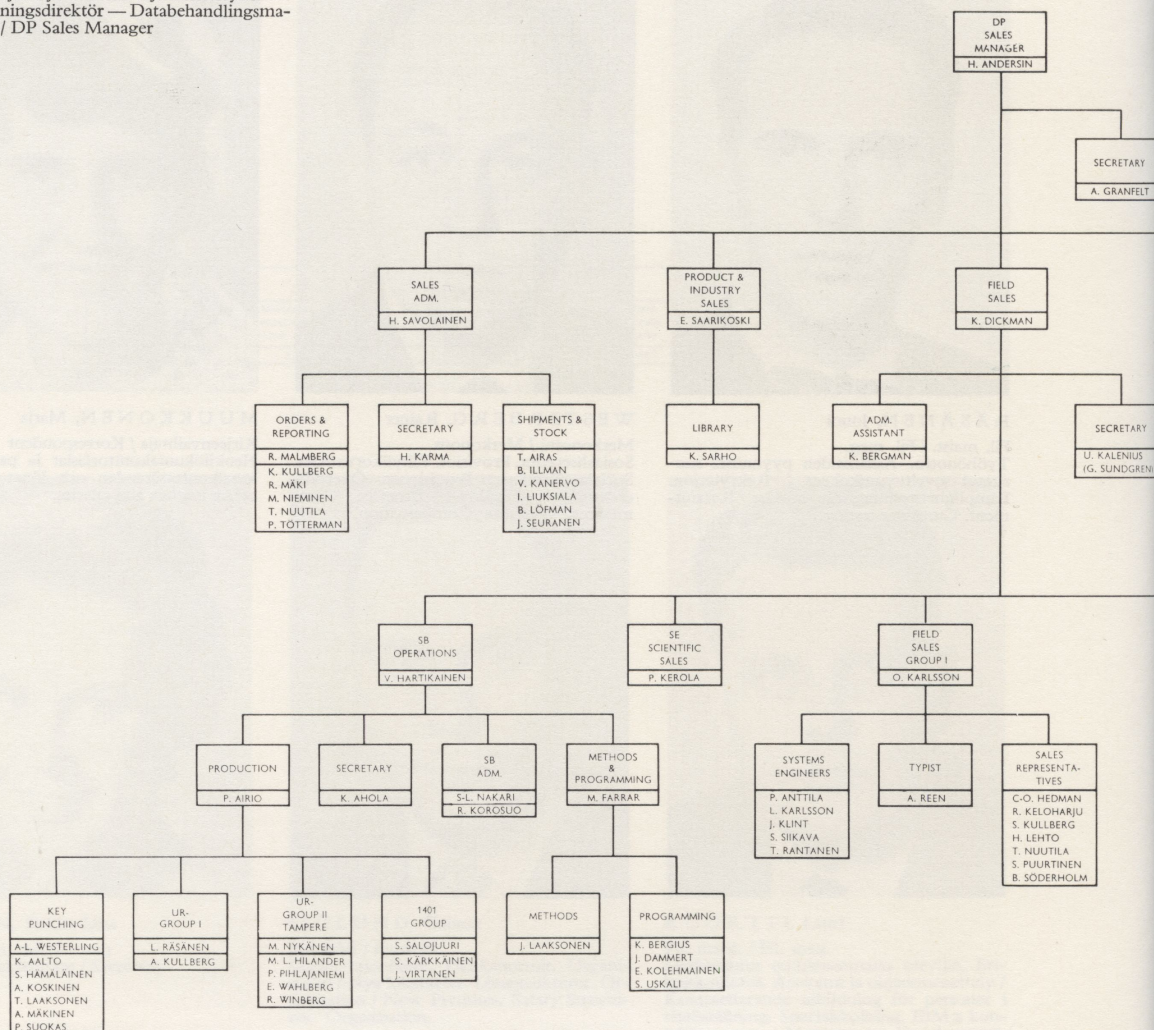 ningsdirektör — Databehandlingsma-
/ DP Sales Manager
DP
SALES
MANAGER
H. ANDERSIN
SECRETARY
A. GRANFELT
SALES
ADM.
H. SAVOLAINEN
PRODUCT &
INDUSTRY
SALES
E. SAARIKOSKI
FIELD
SALES
K. DICKMAN
ORDERS &
REPORTING
R. MALMBERG
K. KULLBERG
R. MÄKI
M. NIEMINEN
T. NUUTILA
P. TÖTTERMAN
SECRETARY
H. KARMA
SHIPMENTS &
STOCK
T. AIRAS
B. ILLMAN
V. KANERVO
I. LIUKSIALA
B. LÖFMAN
J. SEURANEN
LIBRARY
K. SARHO
ADM.
ASSISTANT
K. BERGMAN
SECRETARY
U. KALENIUS
(G. SUNDGREN)
SB
OPERATIONS
V. HARTIKAINEN
SE
SCIENTIFIC
SALES
P. KEROLA
FIELD
SALES
GROUP I
O. KARLSSON
PRODUCTION
P. AIRIO
SECRETARY
K. AHOLA
SB
ADM.
S-L. NAKARI
R. KOROSUO
METHODS
&
PROGRAMMING
M. FARRAR
SYSTEMS
ENGINEERS
P. ANTTILA
L. KARLSSON
J. KLINT
S. SIIKAVA
T. RANTANEN
TYPIST
A. REEN
SALES
REPRESENTA-
TIVES
C-O. HEDMAN
R. KELOHARJU
S. KULLBERG
H. LEHTO
T. NUUTILA
S. PUURTINEN
B. SÖDERHOLM
KEY
PUNCHING
A-L. WESTERLING
K. AALTO
S. HÄMÄLÄINEN
A. KOSKINEN
T. LAAKSONEN
A. MÄKINEN
P. SUOKAS
UR-
GROUP I
L. RÄSÄNEN
A. KULLBERG
UR-
GROUP II
TAMPERE
M. NYKÄNEN
M. L. HILANDER
P. PIHLAJANIEMI
E. WAHLBERG
R. WINBERG
1401
GROUP
S. SALOJUURI
S. KÄRKKÄINEN
J. VIRTANEN
METHODS
J. LAAKSONEN
PROGRAMMING
K. BERGIUS
J. DAMMERT
E. KOLEHMAINEN
S. USKALI